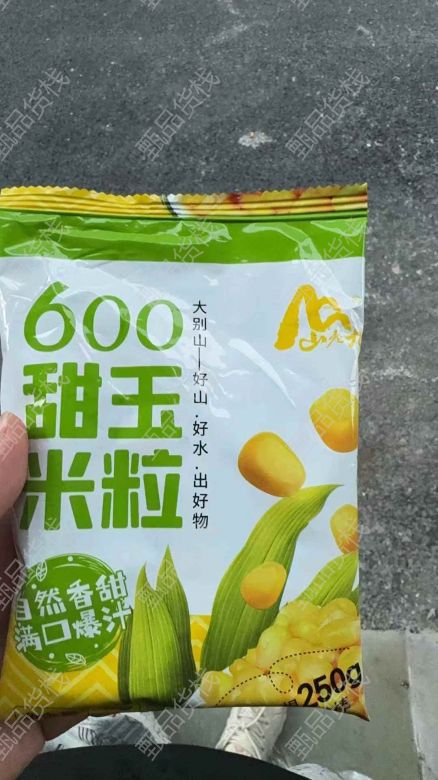 600
甜玉
米粒
大别山—好山·好水·出好物
自然香甜
满口爆汁
250g
甄品货栈